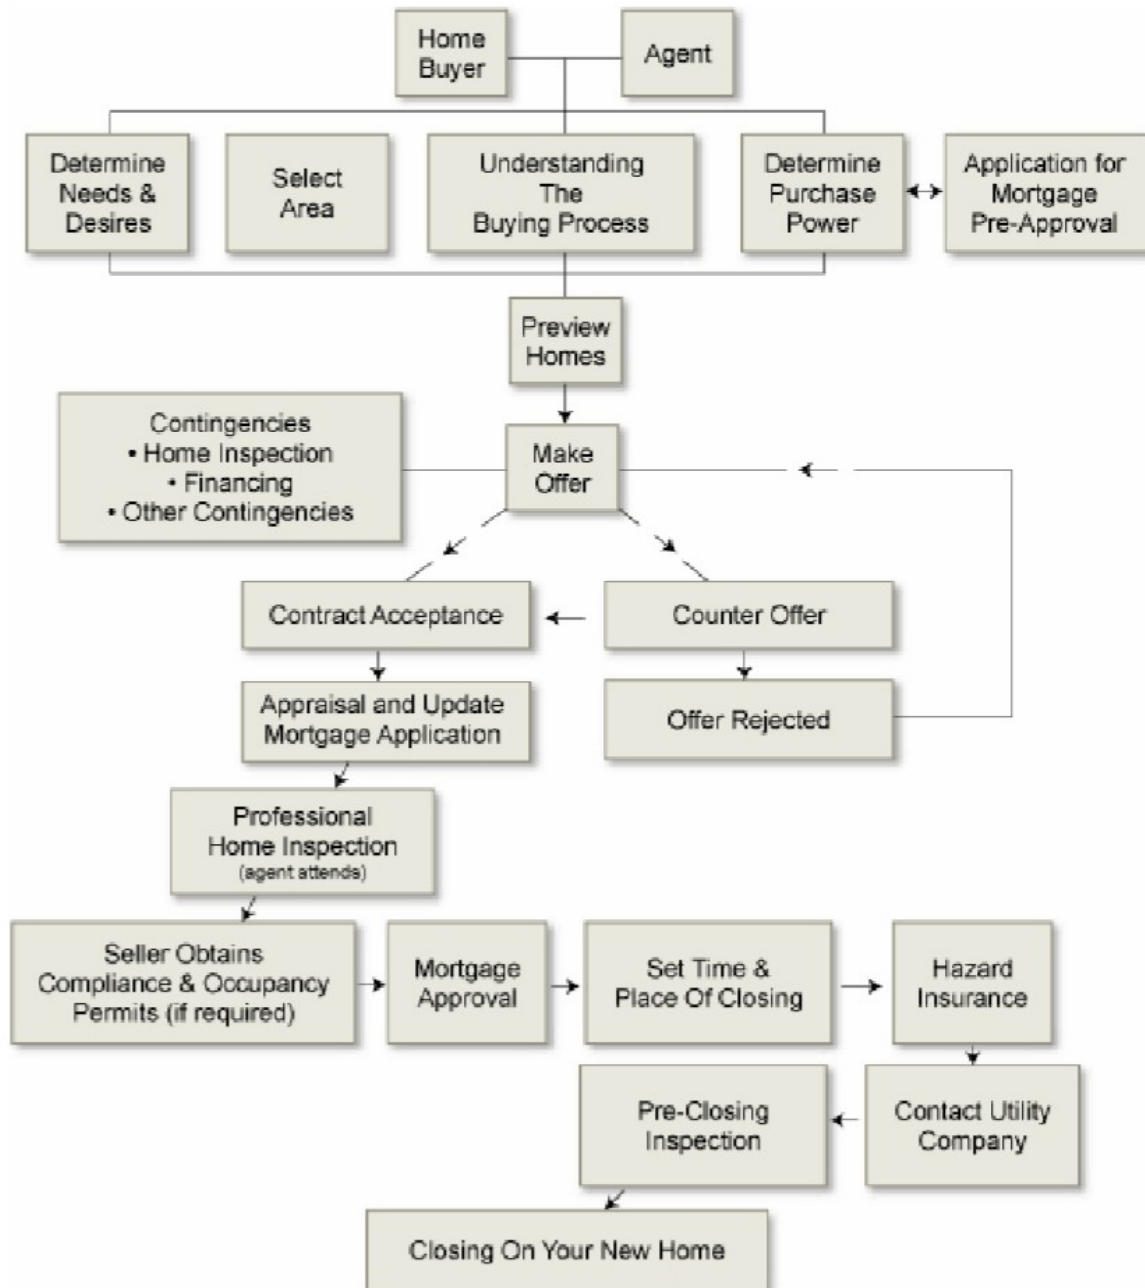 Home
Buyer
Agent
Determine
Needs &
Desires
Select
Area
Understanding
The
Buying Process
Determine
Purchase
Power
Application for
Mortgage
Pre-Approval
Preview
Homes
Contingencies
• Home Inspection
• Financing
• Other Contingencies
Make
Offer
Contract Acceptance
Counter Offer
Appraisal and Update
Mortgage Application
Offer Rejected
Professional
Home Inspection
(agent attends)
Seller Obtains
Compliance & Occupancy
Permits (if required)
Mortgage
Approval
Set Time &
Place Of Closing
Hazard
Insurance
Pre-Closing
Inspection
Contact Utility
Company
Closing On Your New Home